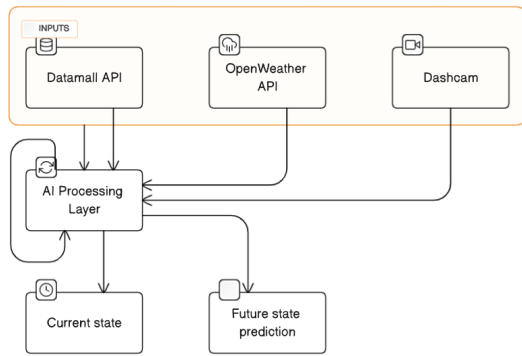 INPUTS
Datamall API
OpenWeather
API
Dashcam
AI Processing
Layer
Current state
Future state
prediction